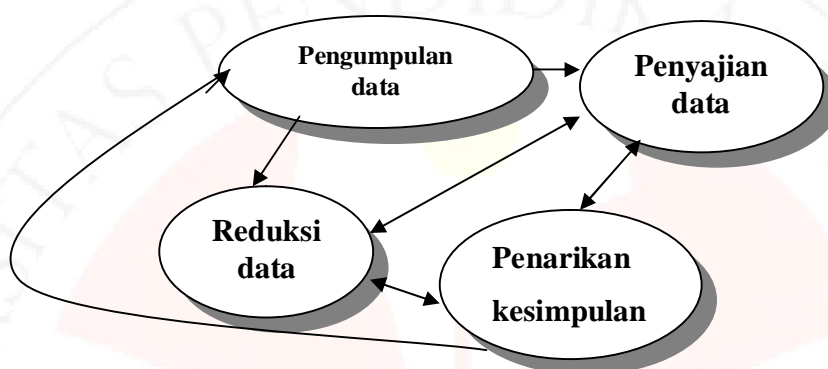 Pengumpulan
data
Penyajian
data
Reduksi
data
Penarikan
kesimpulan